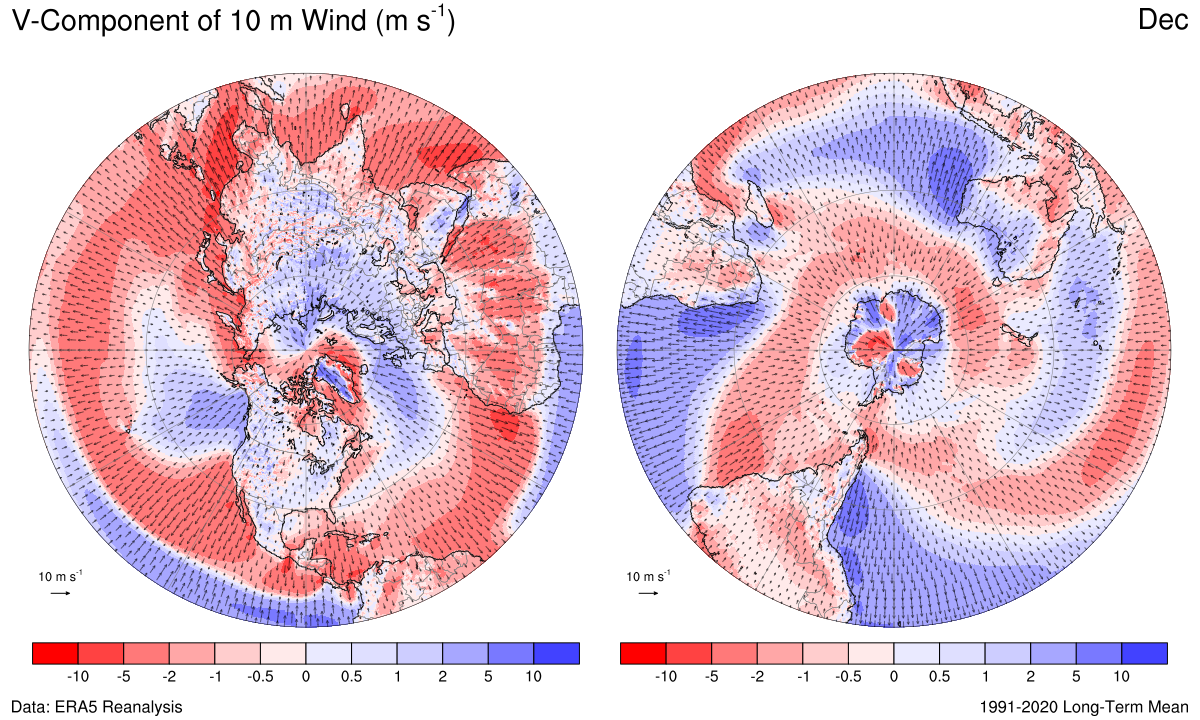 V-Component of 10 m Wind (m s-1) Dec
10 m s-1 10 m s-1
-10 -5 -2 -1 -0.5 0 0.5 1 2 5 10 -10 -5 -2 -1 -0.5 0 0.5 1 2 5 10
Data: ERA5 Reanalysis 1991-2020 Long-Term Mean